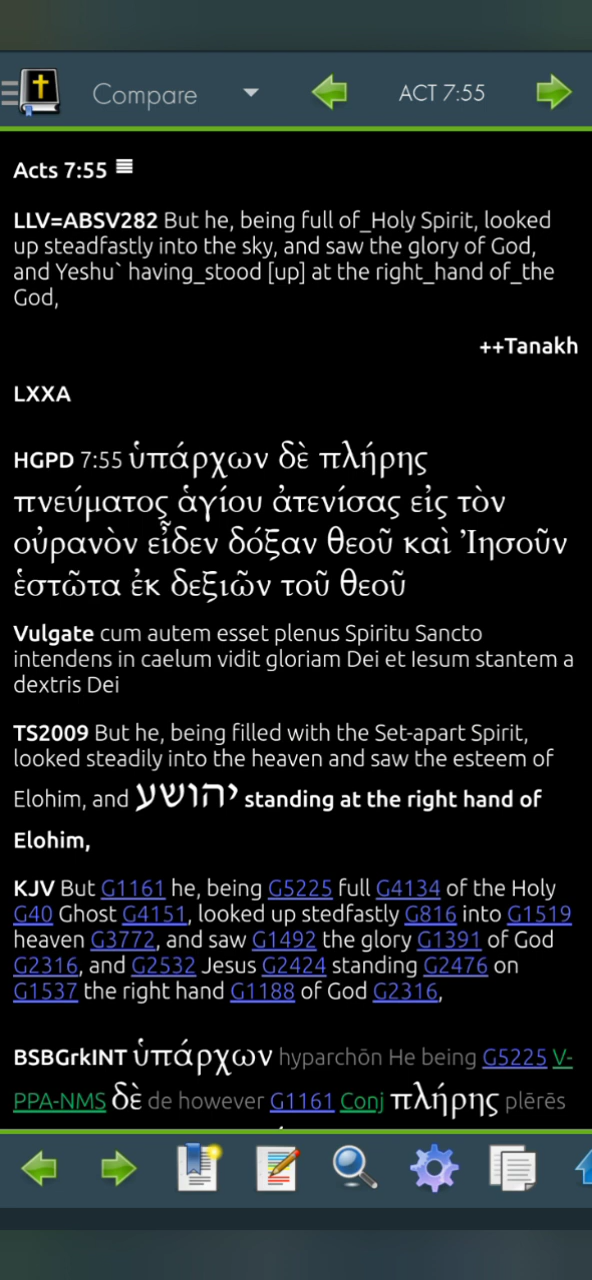 Compare
ACT 7:55
Acts 7:55
LLV=ABSV282 But he, being full of_Holy Spirit, looked
up steadfastly into the sky, and saw the glory of God,
and Yeshu` having_stood [up] at the right_hand of_the
God,
++Tanakh
LXXA
HGPD 7:55 ὑπάρχων δὲ πλήρης
πνεύματος ἁγίου ἀτενίσας εἰς τὸν
οὐρανὸν εἶδεν δόξαν θεοῦ καὶ Ἰησοῦν
ἑστῶτα ἐκ δεξιῶν τοῦ θεοῦ
Vulgate cum autem esset plenus Spiritu Sancto
intendens in caelum vidit gloriam Dei et Iesum stantem a
dextris Dei
TS2009 But he, being filled with the Set-apart Spirit,
looked steadily into the heaven and saw the esteem of
Elohim, and יהושע standing at the right hand of
Elohim,
KJV But G1161 he, being G5225 full G4134 of the Holy
G40 Ghost G4151, looked up stedfastly G816 into G1519
heaven G3772, and saw G1492 the glory G1391 of God
G2316, and G2532 Jesus G2424 standing G2476 on
G1537 the right hand G1188 of God G2316,
BSBGrkINT ὑπάρχων hyparchōn He being G5225 V-
PPA-NMS δὲ de however G1161 Conj πλήρης plērēs